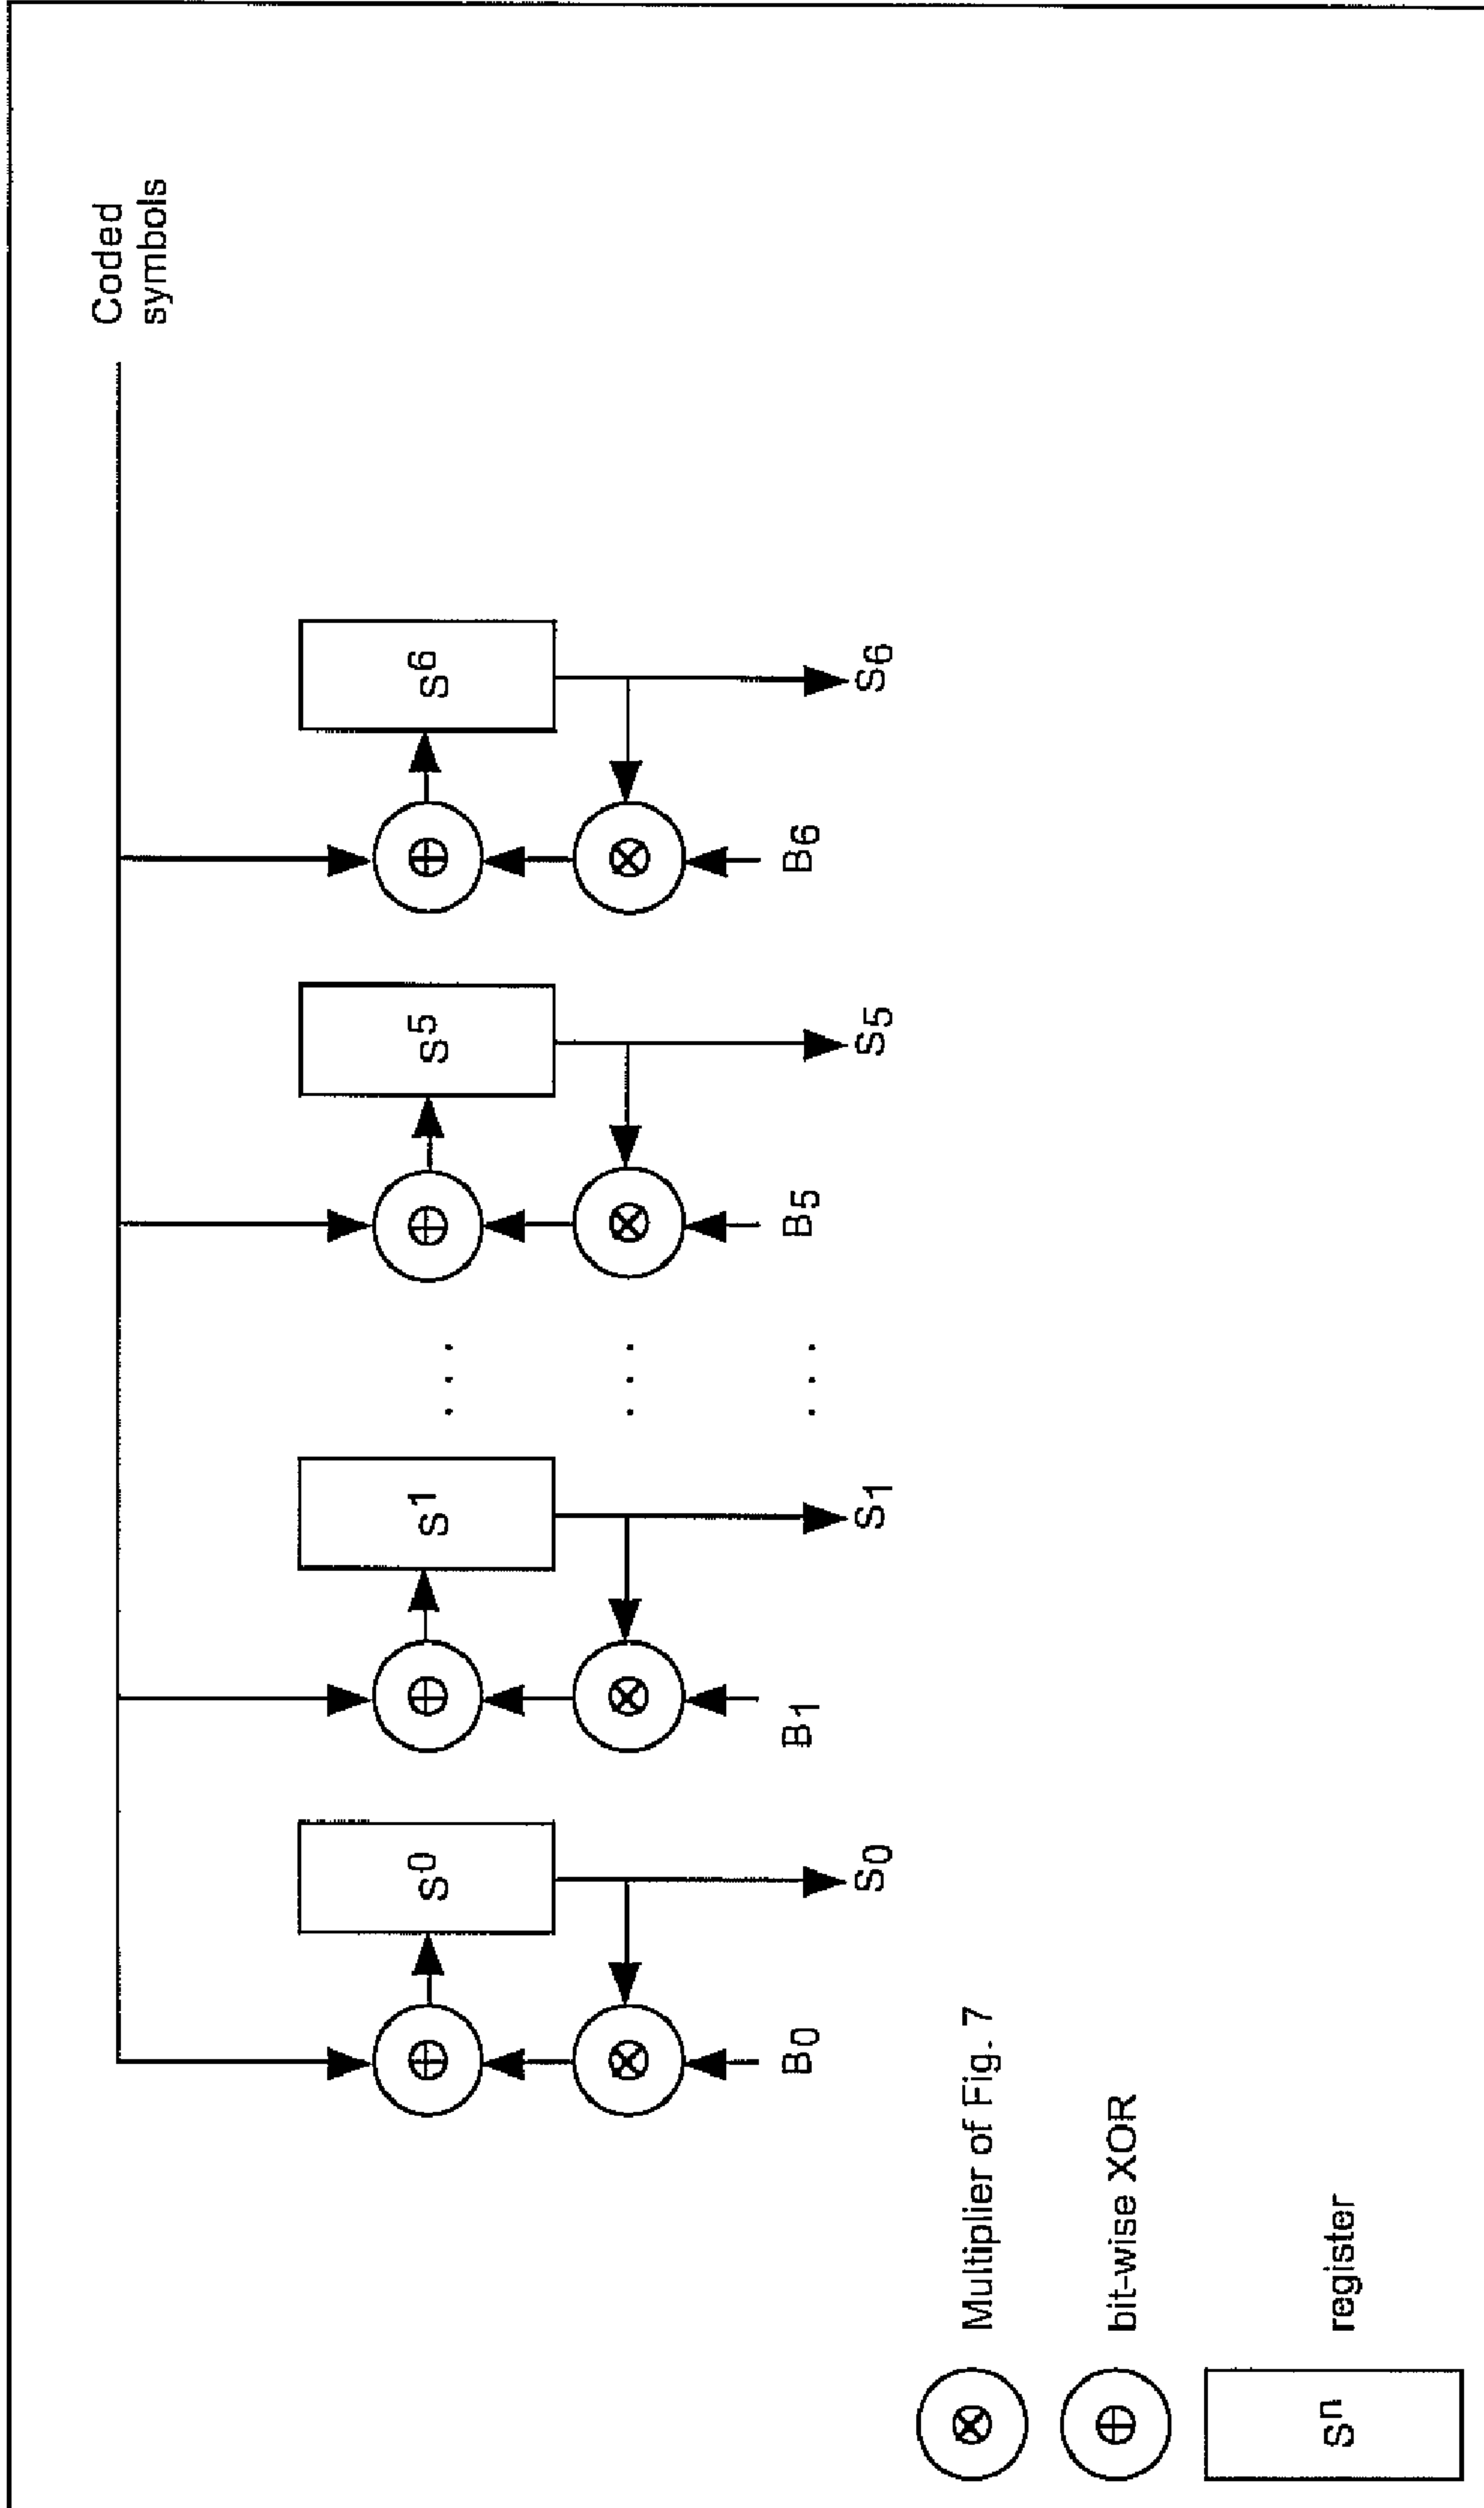 Coded
symbols
S⁰ S¹ . . . S⁵ S⁶
. . .
B₀ B₁ . . . B₅ B₆
S₀ S₁ S₅ S₆
⊗ Multiplier of Fig. 7
⊕ bit-wise XOR
Sⁿ register